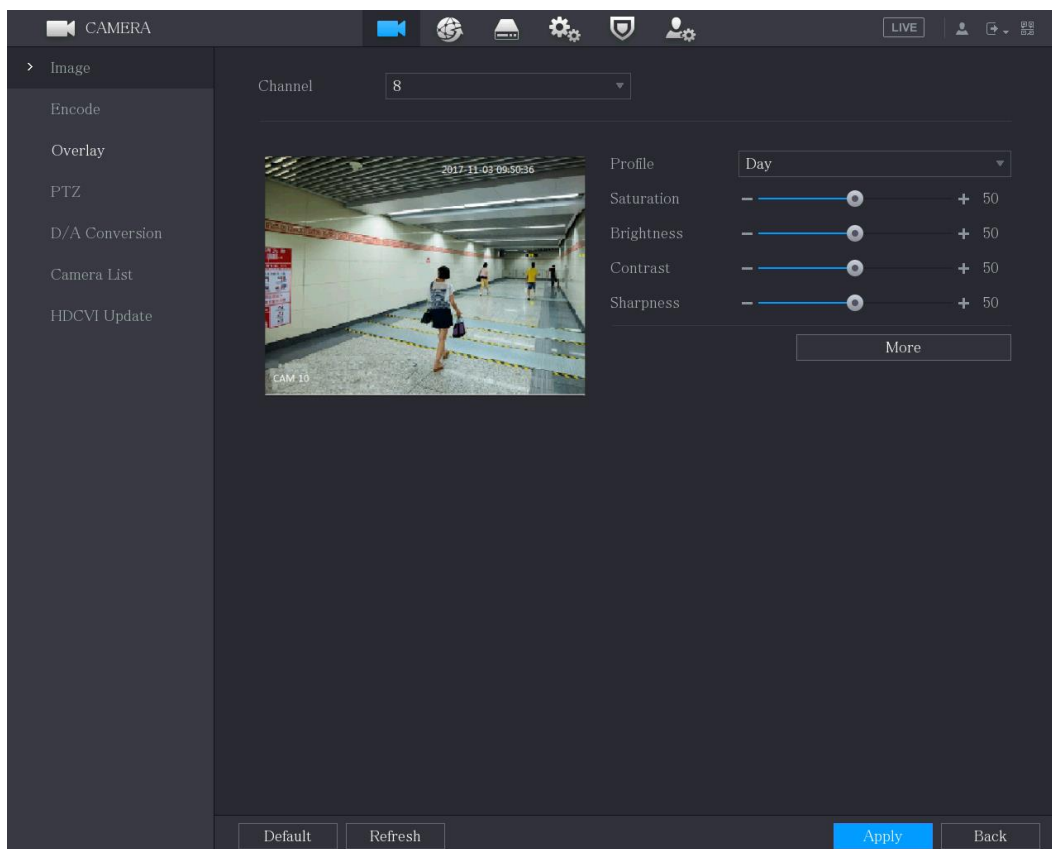 CAMERA
LIVE
Image
Encode
Overlay
PTZ
D/A Conversion
Camera List
HDCVI Update
Channel 8
2017-11-03 09:50:36
CAM 10
Profile Day
Saturation 50
Brightness 50
Contrast 50
Sharpness 50
More
Default Refresh Apply Back